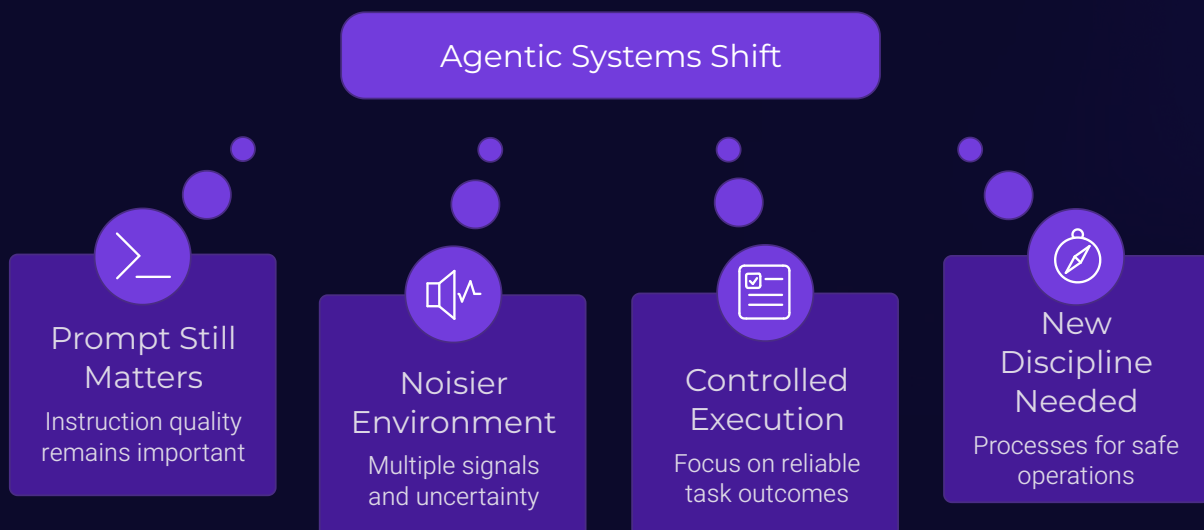 Agentic Systems Shift
Prompt Still
Matters
Instruction quality
remains important
Noisier
Environment
Multiple signals
and uncertainty
Controlled
Execution
Focus on reliable
task outcomes
New
Discipline
Needed
Processes for safe
operations